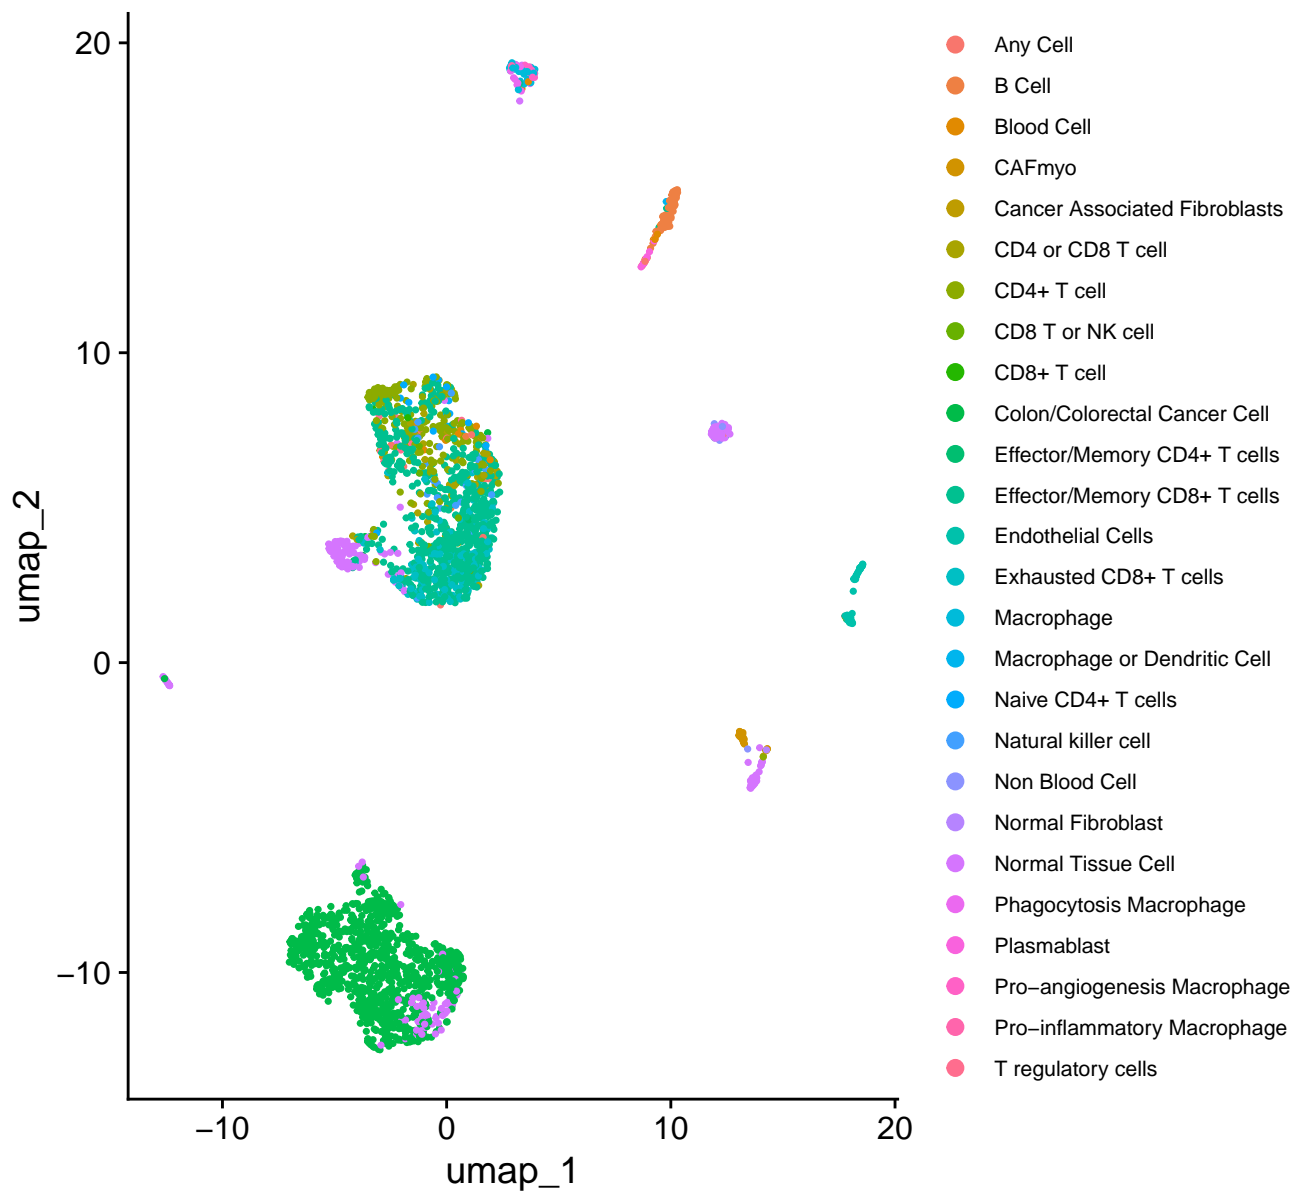 20
10
0
−10
umap_2
−10
0
10
20
umap_1
Any Cell
B Cell
Blood Cell
CAFmyo
Cancer Associated Fibroblasts
CD4 or CD8 T cell
CD4+ T cell
CD8 T or NK cell
CD8+ T cell
Colon/Colorectal Cancer Cell
Effector/Memory CD4+ T cells
Effector/Memory CD8+ T cells
Endothelial Cells
Exhausted CD8+ T cells
Macrophage
Macrophage or Dendritic Cell
Naive CD4+ T cells
Natural killer cell
Non Blood Cell
Normal Fibroblast
Normal Tissue Cell
Phagocytosis Macrophage
Plasmablast
Pro−angiogenesis Macrophage
Pro−inflammatory Macrophage
T regulatory cells